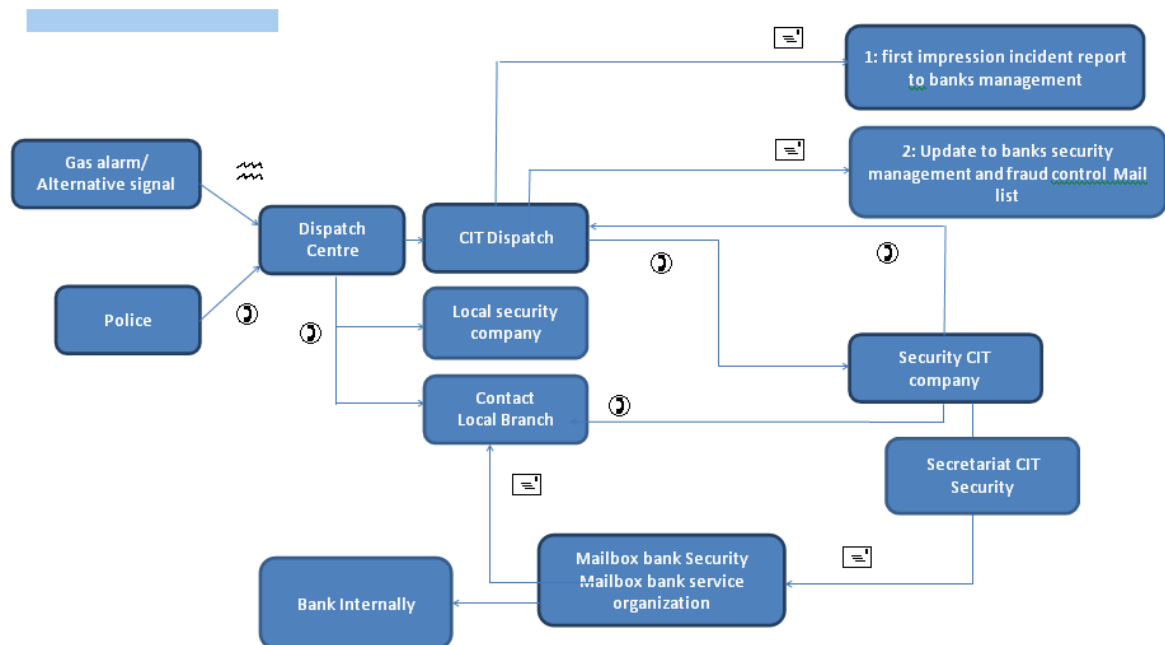 1: first impression incident report
to banks management
2: Update to banks security
management and fraud control Mail
list
Gas alarm/
Alternative signal
Dispatch
Centre
CIT Dispatch
Police
Local security
company
Security CIT
company
Contact
Local Branch
Secretariat CIT
Security
Mailbox bank Security
Mailbox bank service
organization
Bank Internally